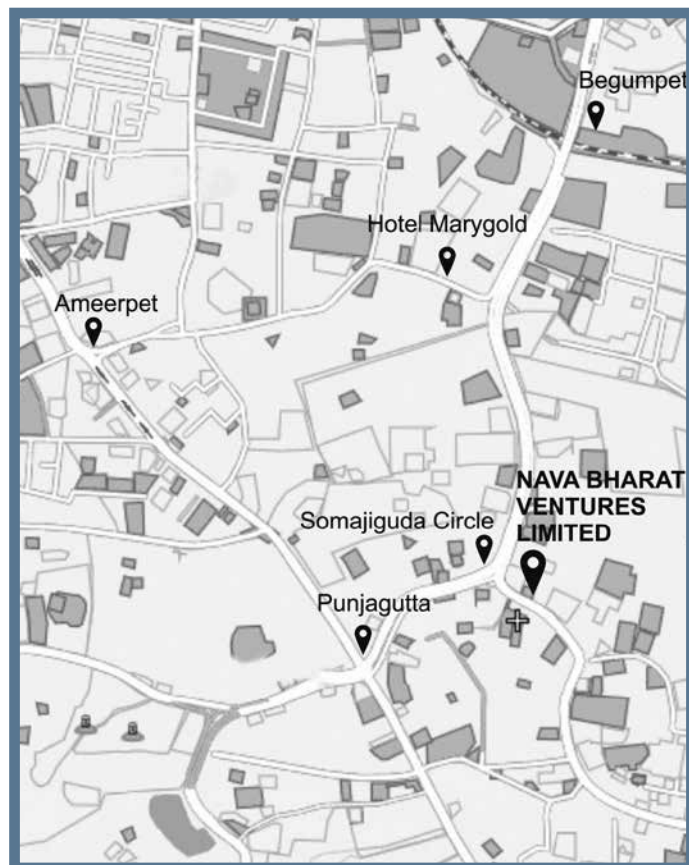 Begumpet
Hotel Marygold
Ameerpet
NAVA BHARAT
VENTURES
LIMITED
Somajiguda Circle
Punjagutta